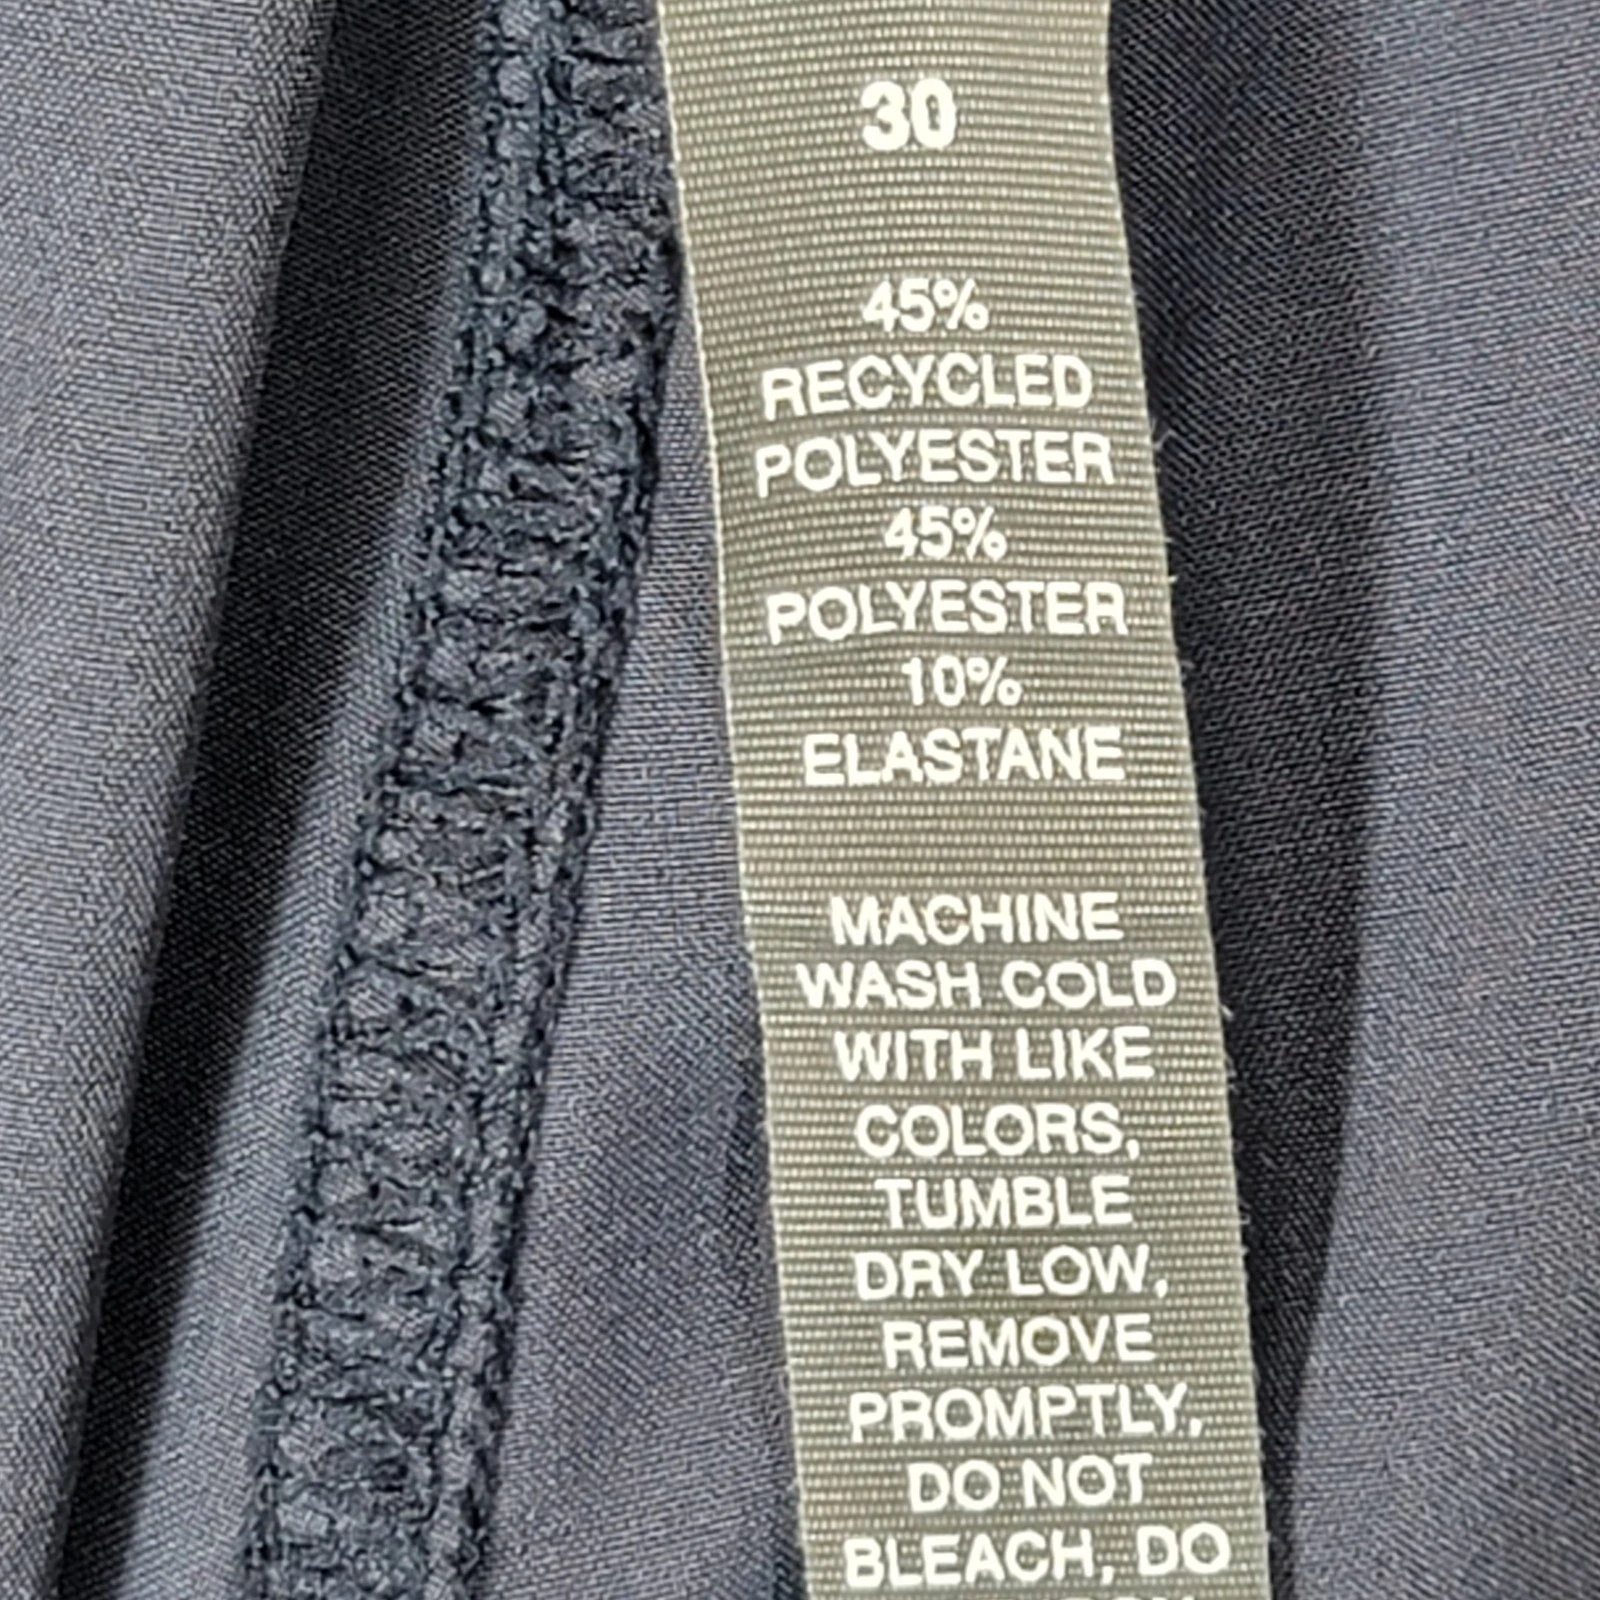 30
45%
RECYCLED
POLYESTER
45%
POLYESTER
10%
ELASTANE
MACHINE
WASH COLD
WITH LIKE
COLORS,
TUMBLE
DRY LOW,
REMOVE
PROMPTLY,
DO NOT
BLEACH, DO